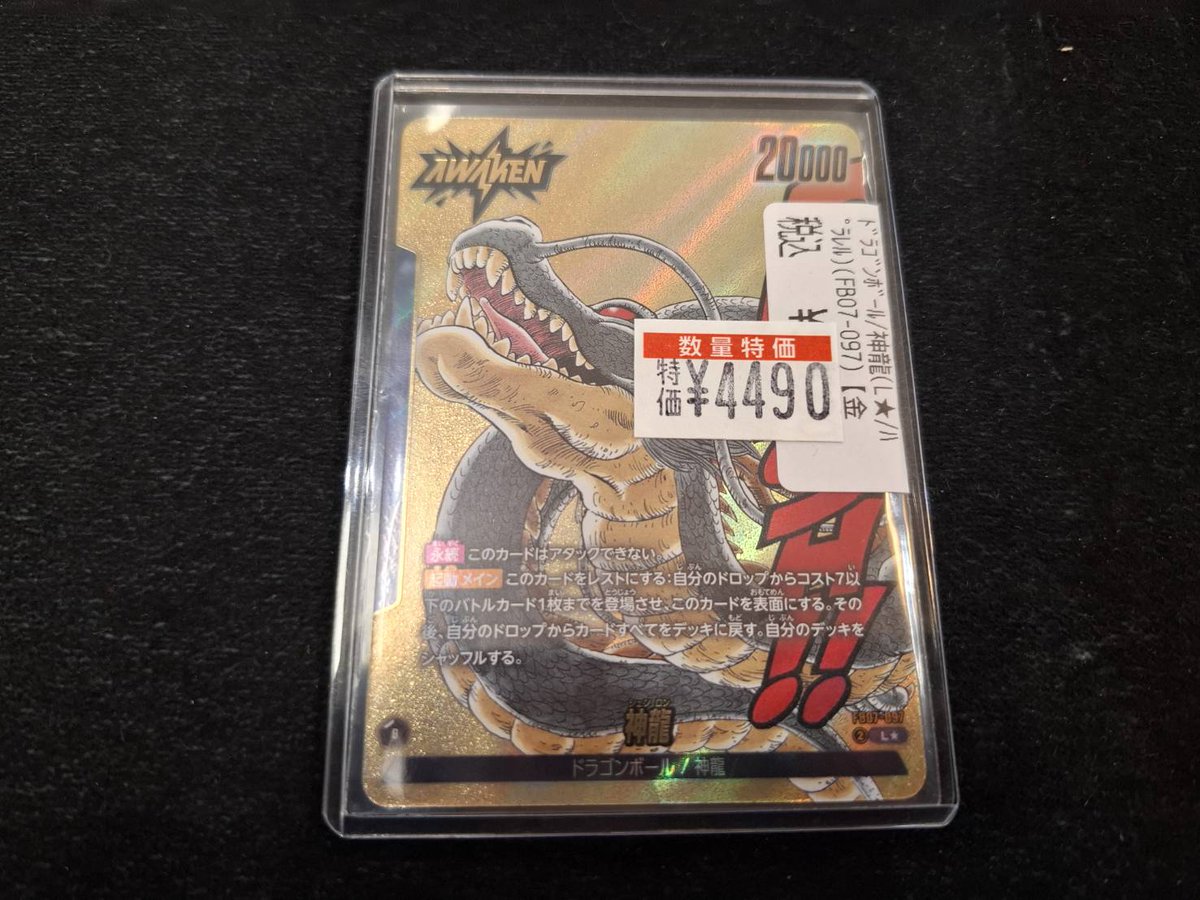 AWAKEN
20000
税込
¥
ドラゴンボール/神龍(L★/パ
ラレル)(FB07-097)【金
数量特価
特価 ¥4490
永続 このカードはアタックできない。
起動メイン このカードをレストにする:自分のドロップからコスト7以
下のバトルカード1枚までを登場させ、このカードを表面にする。その
後、自分のドロップからカードすべてをデッキに戻す。自分のデッキを
シャッフルする。
!!
シェンロン
神龍
FB07-097
B
② L★
ドラゴンボール / 神龍